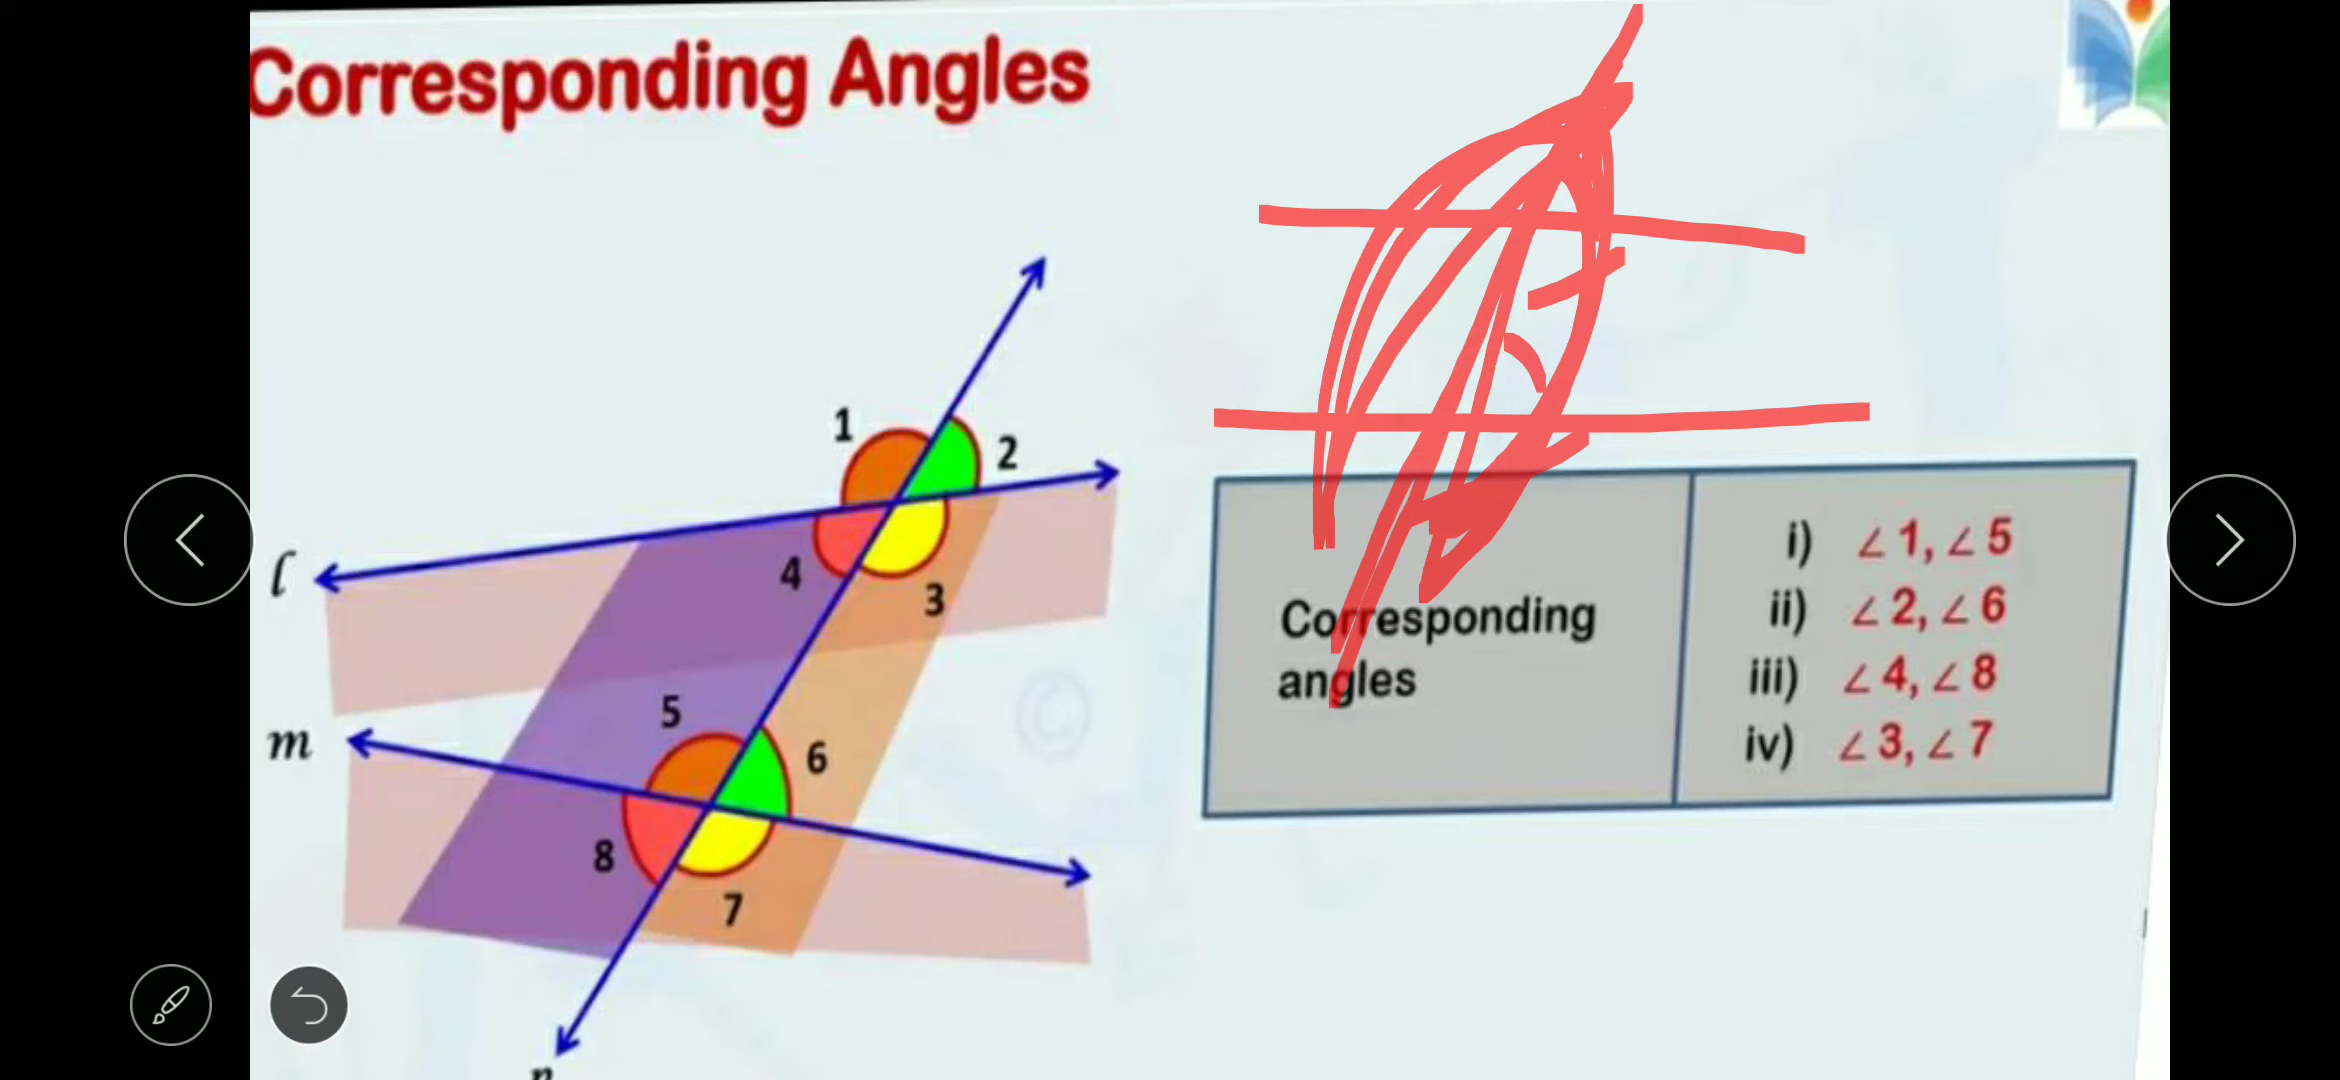 Corresponding Angles
1
2
l
4
3
5
m
6
8
7
n
©
Corresponding
angles
i) ∠1, ∠5
ii) ∠2, ∠6
iii) ∠4, ∠8
iv) ∠3, ∠7